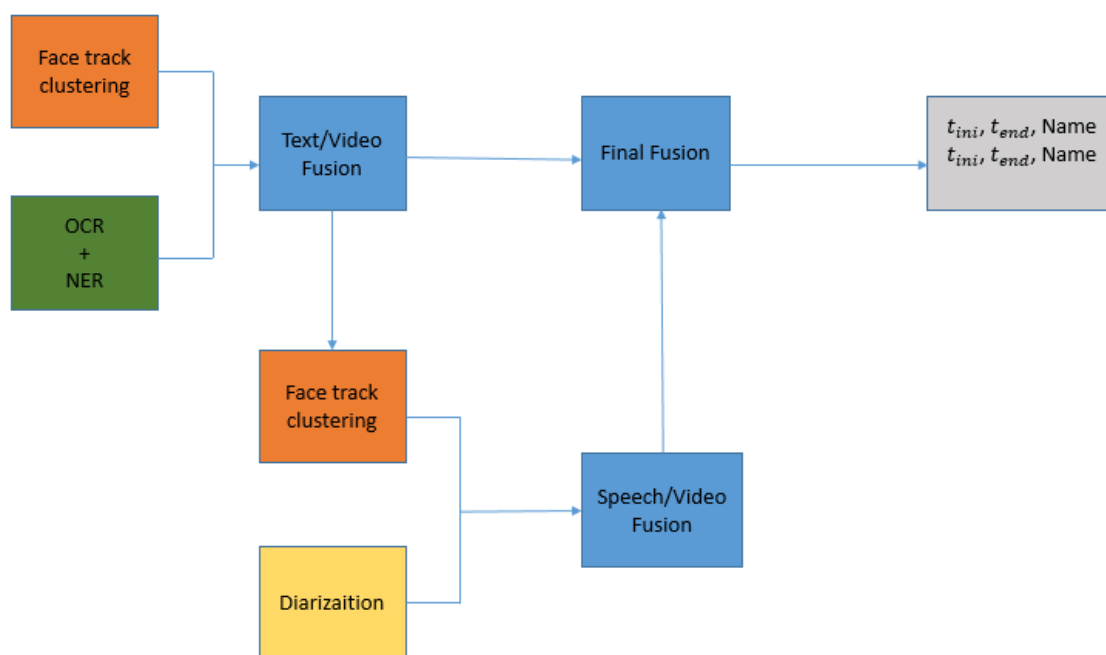 Face track
clustering
OCR
+
NER
Text/Video
Fusion
Final Fusion
t_ini, t_end, Name
t_ini, t_end, Name
Face track
clustering
Speech/Video
Fusion
Diarizaition